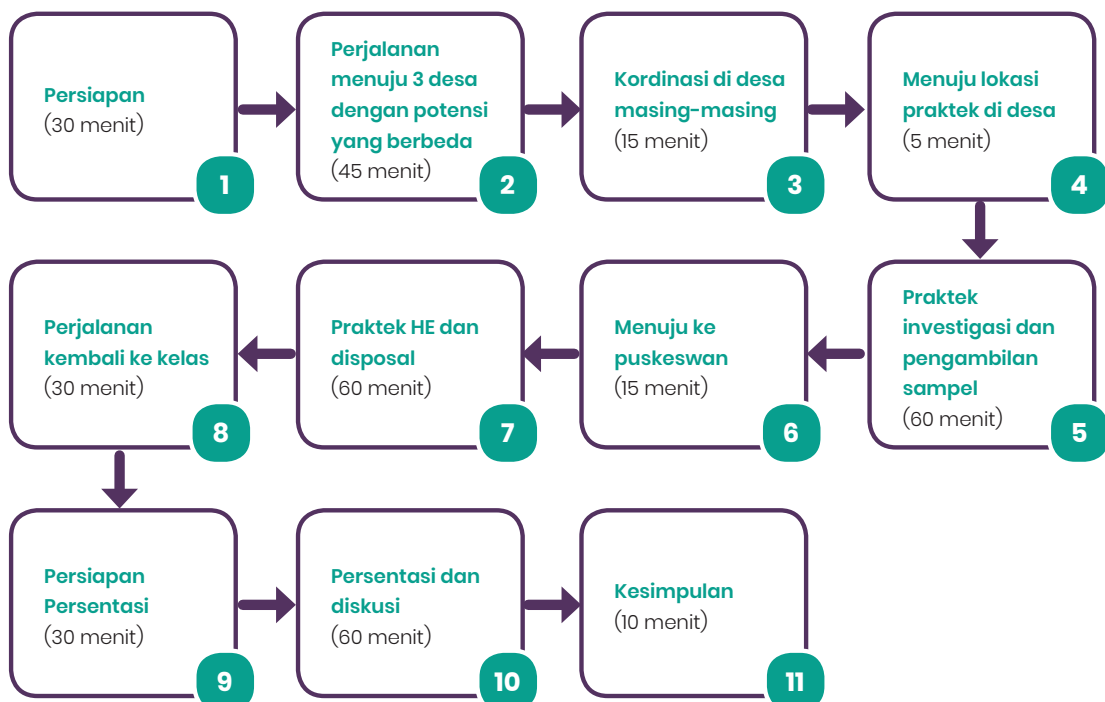 Persiapan
(30 menit)
1
Perjalanan
menuju 3 desa
dengan potensi
yang berbeda
(45 menit)
2
Kordinasi di desa
masing-masing
(15 menit)
3
Menuju lokasi
praktek di desa
(5 menit)
4
Praktek
investigasi dan
pengambilan
sampel
(60 menit)
5
Menuju ke
puskeswan
(15 menit)
6
Praktek HE dan
disposal
(60 menit)
7
Perjalanan
kembali ke kelas
(30 menit)
8
Persiapan
Persentasi
(30 menit)
9
Persentasi dan
diskusi
(60 menit)
10
Kesimpulan
(10 menit)
11